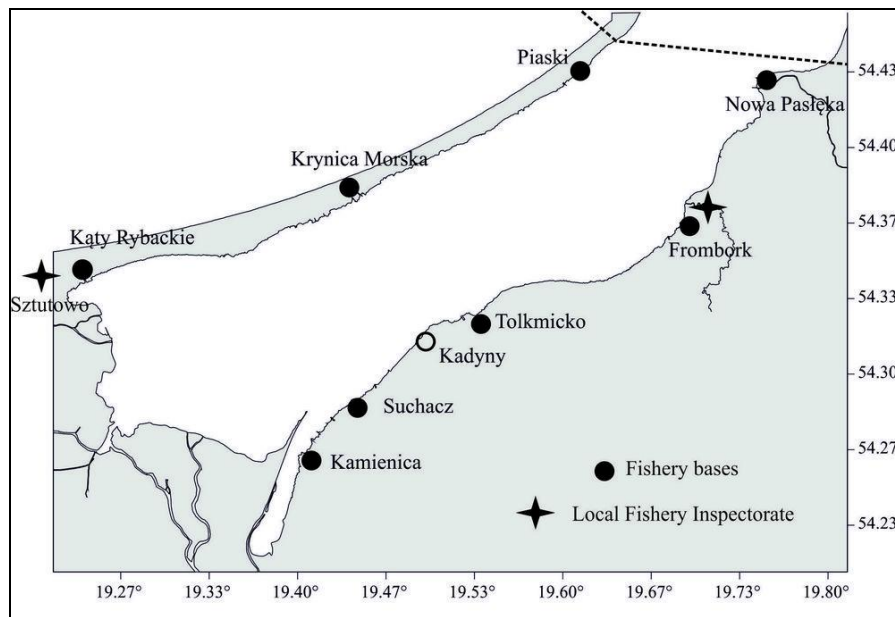 Piaski
54.43
Nowa Pasłęka
54.40
Krynica Morska
54.37
Kąty Rybackie
Frombork
Sztutowo
54.33
Tolkmicko
Kadyny
54.30
Suchacz
54.27
Kamienica
Fishery bases
Local Fishery Inspectorate
54.23
19.27° 19.33° 19.40° 19.47° 19.53° 19.60° 19.67° 19.73° 19.80°